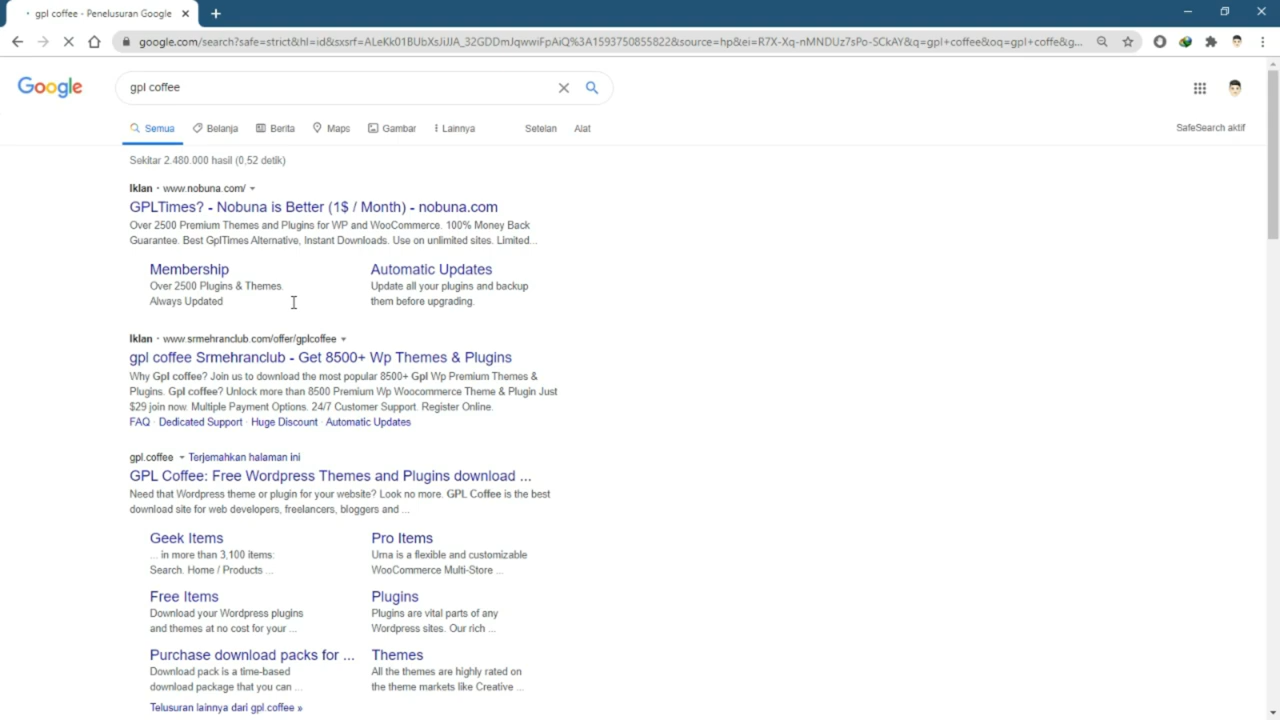 gpl coffee - Penelusuran Google
google.com/search?safe=strict&hl=id&sxsrf=ALeKk01BUbXsJiJJA_32GDDmJqwwiFpAiQ%3A1593750855822&source=hp&ei=R7X-Xq-nMNDUz7sPo-SCkAY&q=gpl+coffee&oq=gpl+coffe&g...
Google
gpl coffee
Semua
Belanja
Berita
Maps
Gambar
Lainnya
Setelan
Alat
SafeSearch aktif
Sekitar 2.480.000 hasil (0,52 detik)
Iklan · www.nobuna.com/
GPLTimes? - Nobuna is Better (1$ / Month) - nobuna.com
Over 2500 Premium Themes and Plugins for WP and WooCommerce. 100% Money Back
Guarantee. Best GplTimes Alternative, Instant Downloads. Use on unlimited sites. Limited...
Membership
Over 2500 Plugins & Themes
Always Updated
Automatic Updates
Update all your plugins and backup
them before upgrading.
Iklan · www.srmehranclub.com/offer/gplcoffee
gpl coffee Srmehranclub - Get 8500+ Wp Themes & Plugins
Why Gpl coffee? Join us to download the most popular 8500+ Gpl Wp Premium Themes &
Plugins. Gpl coffee? Unlock more than 8500 Premium Wp Woocommerce Theme & Plugin Just
$29 join now. Multiple Payment Options. 24/7 Customer Support. Register Online.
FAQ · Dedicated Support · Huge Discount · Automatic Updates
gpl.coffee Terjemahkan halaman ini
GPL Coffee: Free Wordpress Themes and Plugins download ...
Need that Wordpress theme or plugin for your website? Look no more. GPL Coffee is the best
download site for web developers, freelancers, bloggers and ...
Geek Items
... in more than 3,100 items:
Search. Home / Products ...
Pro Items
Uma is a flexible and customizable
WooCommerce Multi-Store ...
Free Items
Download your Wordpress plugins
and themes at no cost for your ...
Plugins
Plugins are vital parts of any
Wordpress sites. Our rich ...
Purchase download packs for ...
Download pack is a time-based
download package that you can ...
Themes
All the themes are highly rated on
the theme markets like Creative ...
Telusuran lainnya dari gpl.coffee »